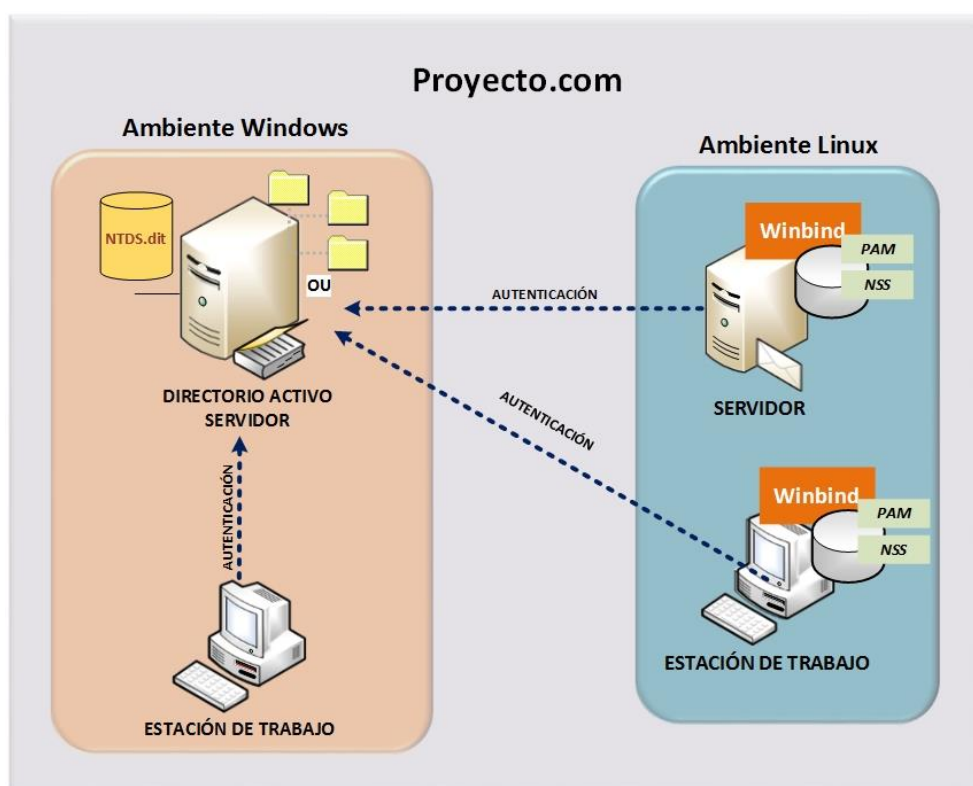 Proyecto.com
Ambiente Windows
NTDS.dit
OU
DIRECTORIO ACTIVO
SERVIDOR
AUTENTICACIÓN
ESTACIÓN DE TRABAJO
AUTENTICACIÓN
AUTENTICACIÓN
Ambiente Linux
Winbind
PAM
NSS
SERVIDOR
Winbind
PAM
NSS
ESTACIÓN DE TRABAJO